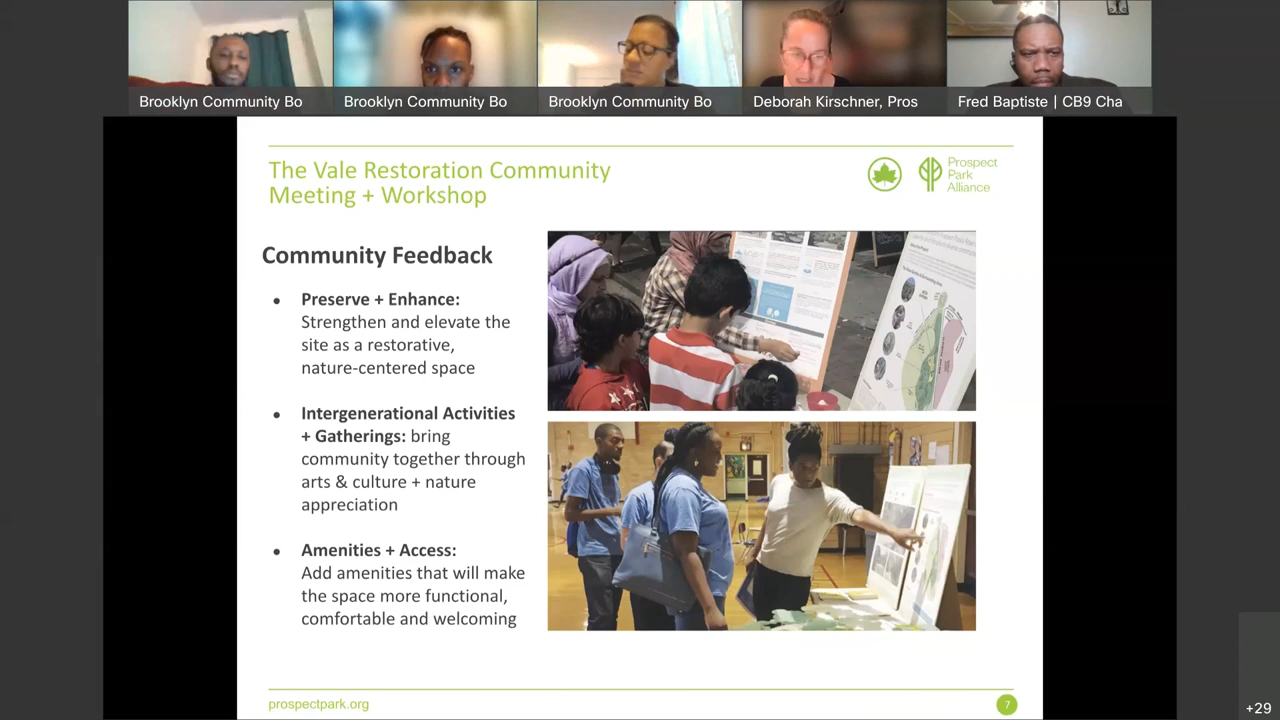 Brooklyn Community Bo
Brooklyn Community Bo
Brooklyn Community Bo
Deborah Kirschner, Pros
Fred Baptiste | CB9 Cha
The Vale Restoration Community
Meeting + Workshop
Prospect
Park
Alliance
Community Feedback
• Preserve + Enhance:
Strengthen and elevate the
site as a restorative,
nature-centered space
• Intergenerational Activities
+ Gatherings: bring
community together through
arts & culture + nature
appreciation
• Amenities + Access:
Add amenities that will make
the space more functional,
comfortable and welcoming
prospectpark.org
7
+29